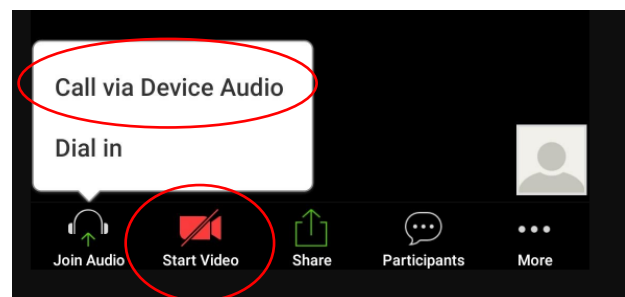 Call via Device Audio
Dial in
Join Audio Start Video Share Participants More